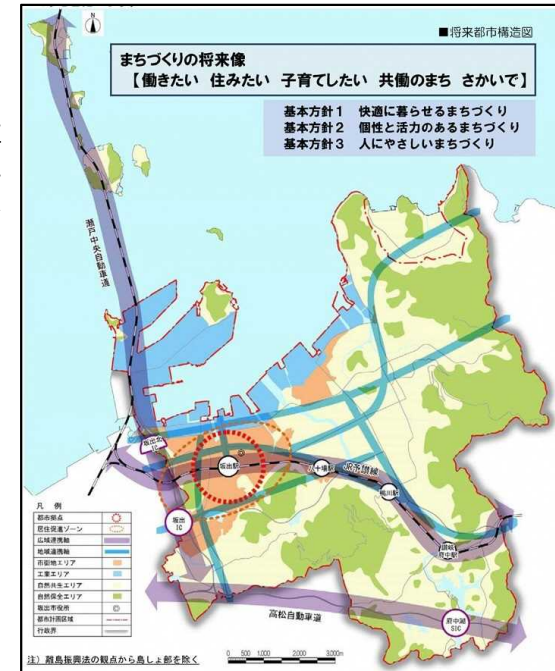 N
■将来都市構造図
まちづくりの将来像
【働きたい 住みたい 子育てしたい 共働のまち さかいで】
基本方針1 快適に暮らせるまちづくり
基本方針2 個性と活力のあるまちづくり
基本方針3 人にやさしいまちづくり
瀬戸中央自動車道
坂出北IC
坂出駅
八十場駅
JR予讃線
鴨川駅
坂出IC
讃岐府中駅
高松自動車道
府中湖SIC
凡 例
都市拠点
居住促進ゾーン
広域連携軸
地域連携軸
市街地エリア
工業エリア
自然共生エリア
自然保全エリア
坂出市役所
都市計画区域
行政界
注）離島振興法の観点から島しょ部を除く
0 500 1,000 2,000 3,000m